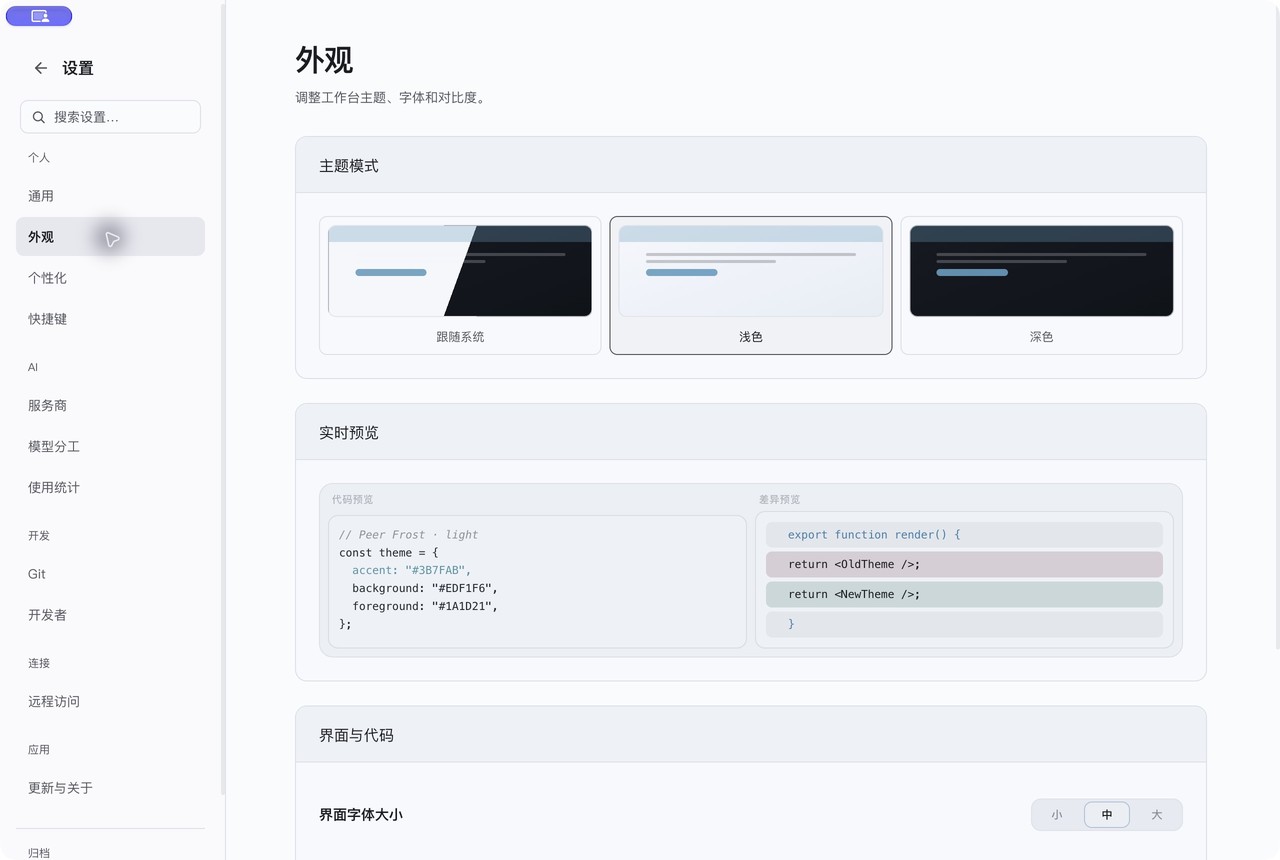 设置
搜索设置...
个人
通用
外观
个性化
快捷键
AI
服务商
模型分工
使用统计
开发
Git
开发者
连接
远程访问
应用
更新与关于
归档
外观
调整工作台主题、字体和对比度。
主题模式
跟随系统
浅色
深色
实时预览
代码预览
// Peer Frost · light
const theme = {
  accent: "#3B7FAB",
  background: "#EDF1F6",
  foreground: "#1A1D21",
};
差异预览
export function render() {
return <OldTheme />;
return <NewTheme />;
}
界面与代码
界面字体大小
小
中
大